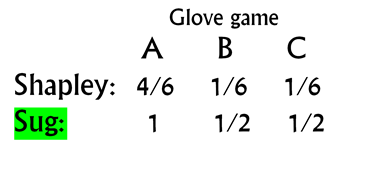 Glove game
A B C
Shapley: 4/6 1/6 1/6
Sug: 1 1/2 1/2